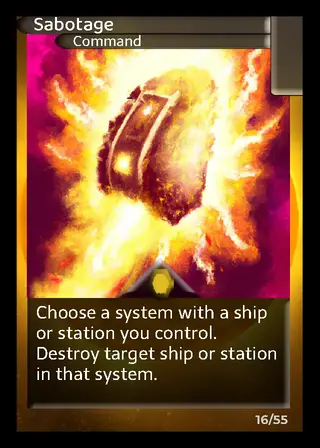 Sabotage
Command
Choose a system with a ship
or station you control.
Destroy target ship or station
in that system.
16/55